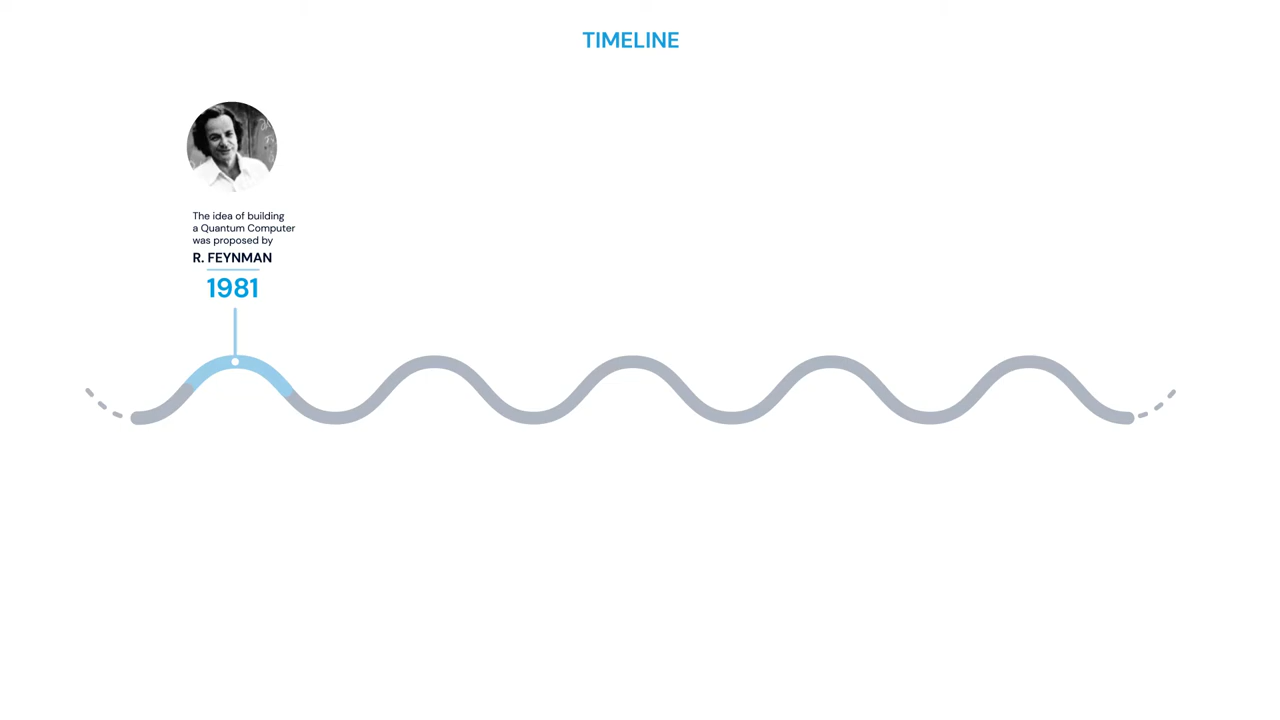 TIMELINE
The idea of building
a Quantum Computer
was proposed by
R. FEYNMAN
1981